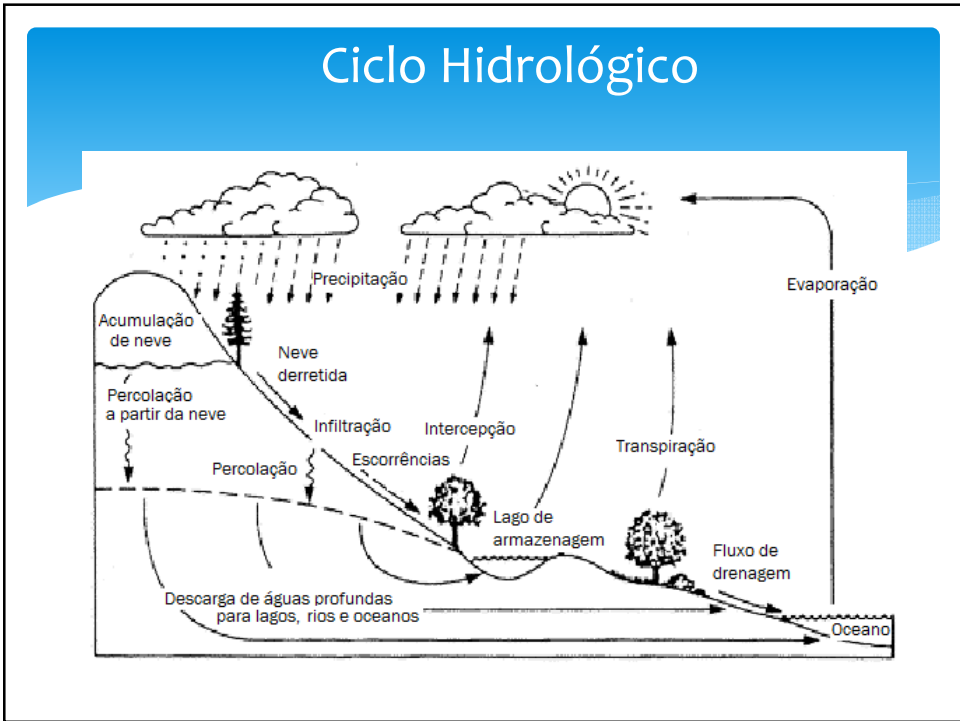 Ciclo Hidrológico
Precipitação
Evaporação
Acumulação
de neve
Neve
derretida
Percolação
a partir da neve
Infiltração
Intercepção
Transpiração
Percolação
Escorrências
Lago de
armazenagem
Fluxo de
drenagem
Descarga de águas profundas
para lagos, rios e oceanos
Oceano